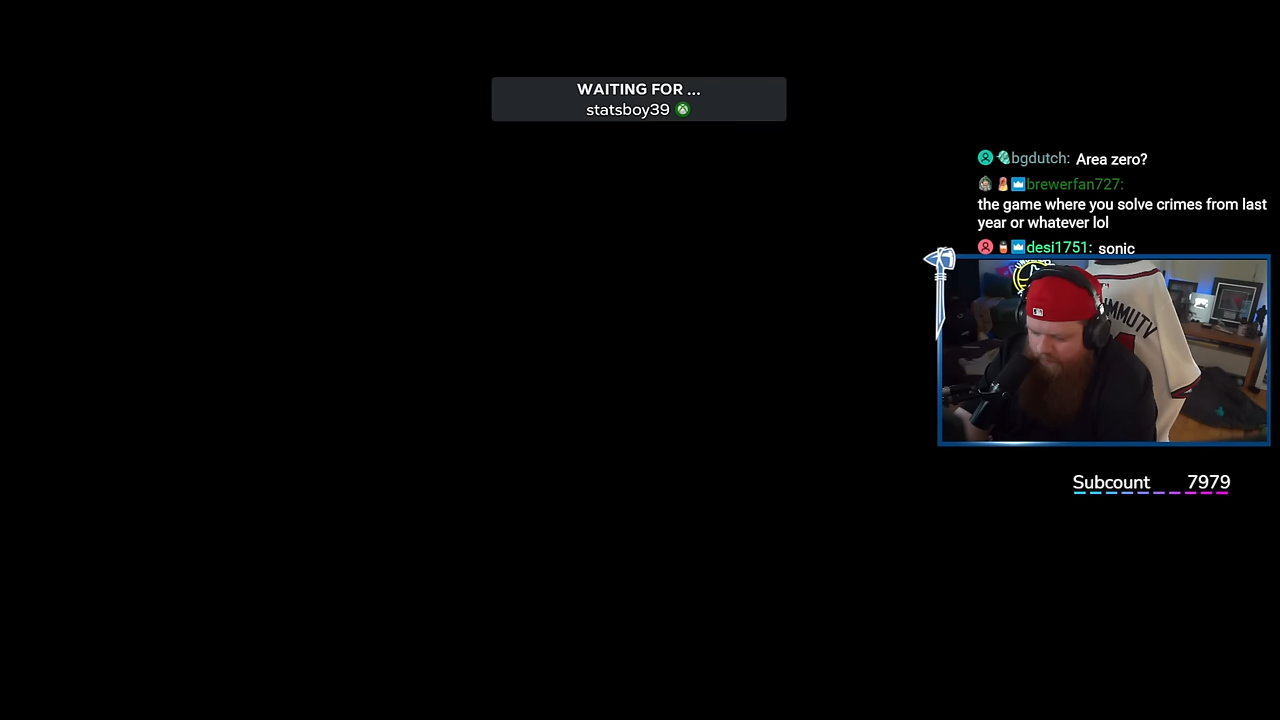 WAITING FOR ...
statsboy39
bgdutch: Area zero?
brewerfan727:
the game where you solve crimes from last
year or whatever lol
desi1751: sonic
MMUTV
Subcount 7979